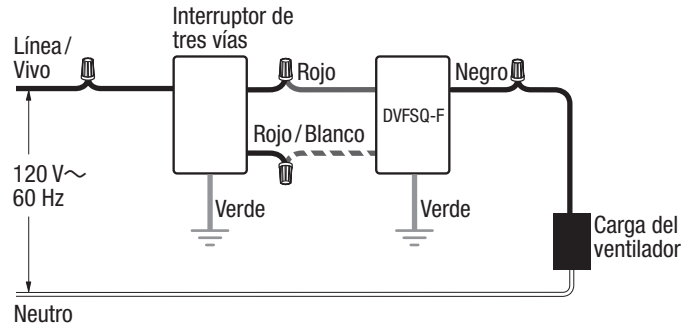 Interruptor de
tres vías
Línea/
Vivo
Rojo
Negro
DVFSQ-F
Rojo/Blanco
120 V~
60 Hz
Verde
Verde
Carga del
ventilador
Neutro